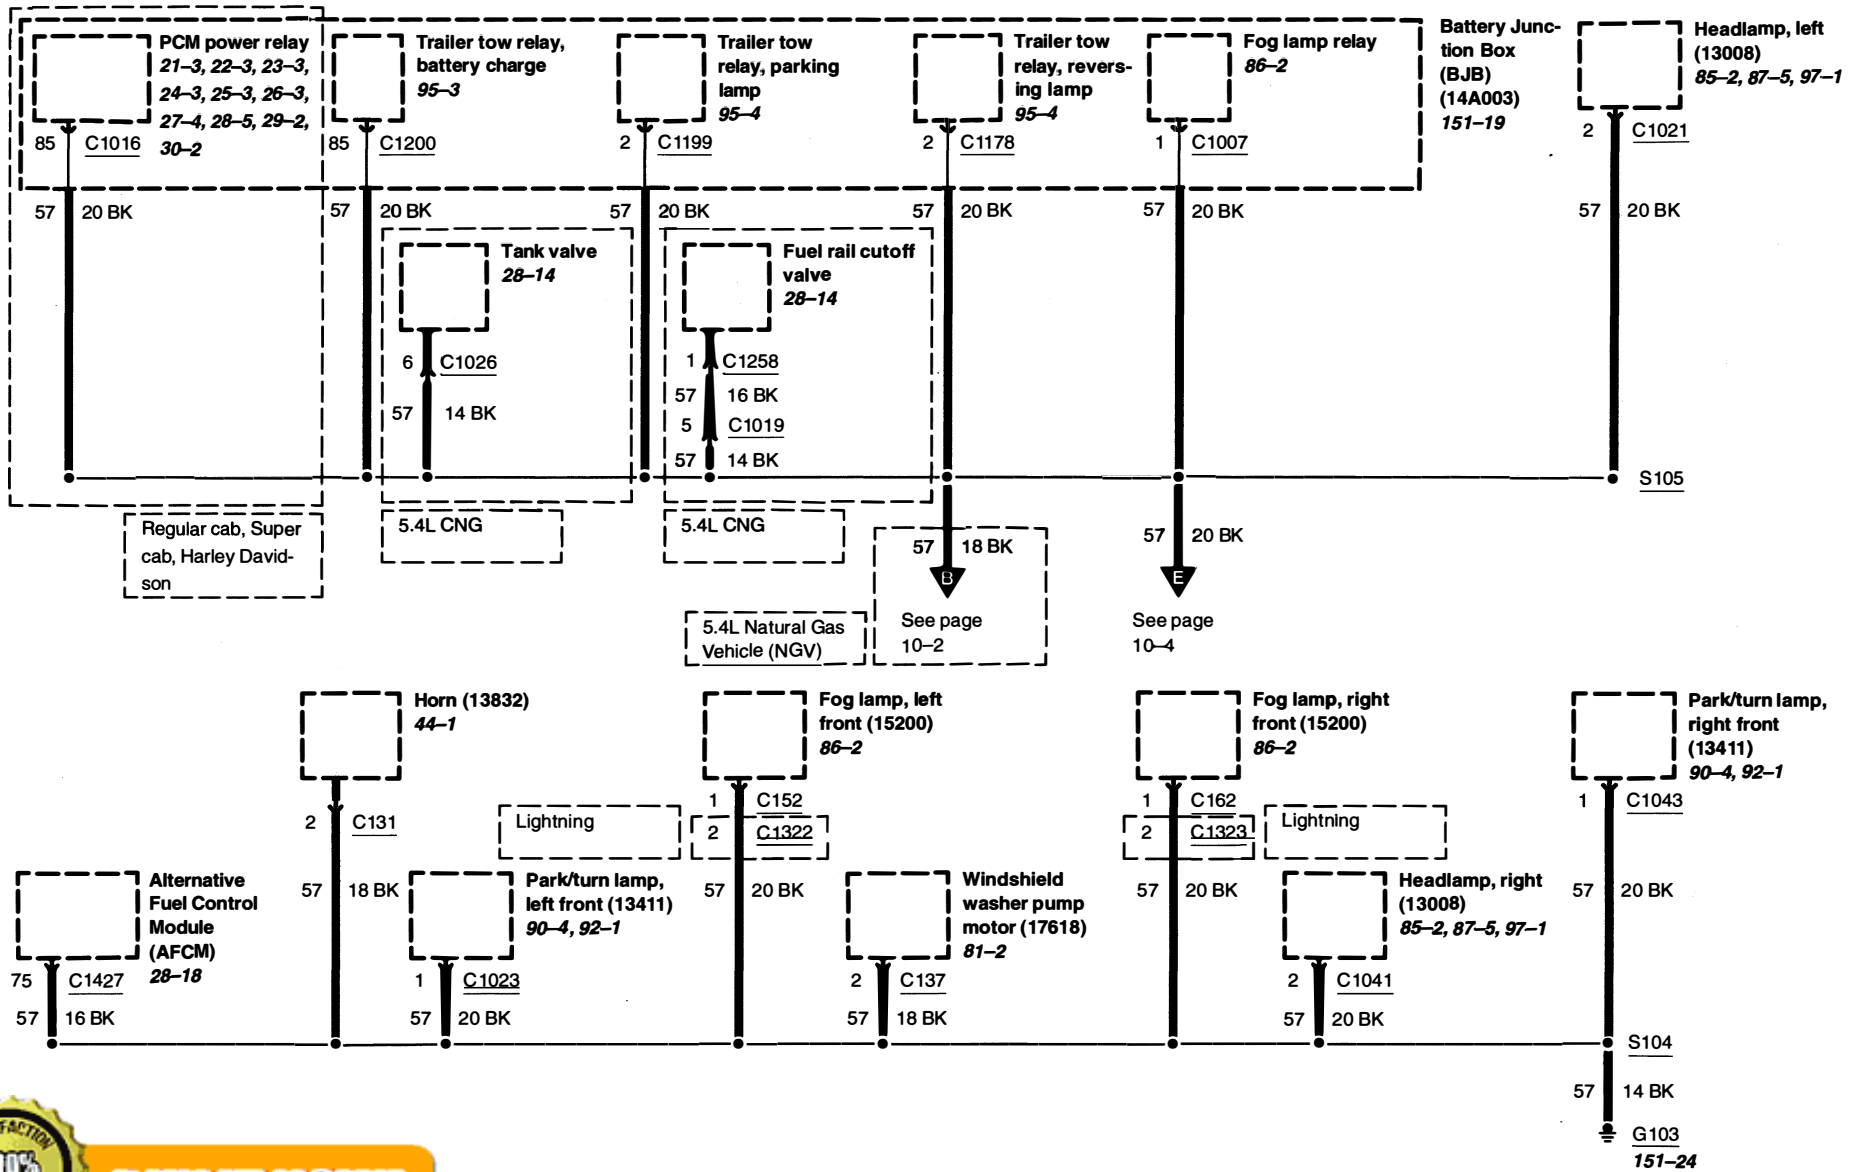 PCM power relay
21–3, 22–3, 23–3,
24–3, 25–3, 26–3,
27–4, 28–5, 29–2,
30–2
85 C1016
57 20 BK
Trailer tow relay,
battery charge
95–3
85 C1200
57 20 BK
Trailer tow
relay, parking
lamp
95–4
2 C1199
57 20 BK
Trailer tow
relay, revers-
ing lamp
95–4
2 C1178
57 20 BK
Fog lamp relay
86–2
1 C1007
57 20 BK
Battery Junc-
tion Box
(BJB)
(14A003)
151–19
Headlamp, left
(13008)
85–2, 87–5, 97–1
2 C1021
57 20 BK
Tank valve
28–14
6 C1026
57 14 BK
Fuel rail cutoff
valve
28–14
1 C1258
57 16 BK
5 C1019
57 14 BK
S105
Regular cab, Super
cab, Harley David-
son
5.4L CNG
5.4L CNG
57 18 BK
B
See page
10–2
5.4L Natural Gas
Vehicle (NGV)
57 20 BK
E
See page
10–4
Horn (13832)
44–1
2 C131
57 18 BK
Fog lamp, left
front (15200)
86–2
1 C152
2 C1322
Lightning
57 20 BK
Fog lamp, right
front (15200)
86–2
1 C162
2 C1323
Lightning
57 20 BK
Park/turn lamp,
right front
(13411)
90–4, 92–1
1 C1043
57 20 BK
Alternative
Fuel Control
Module
(AFCM)
28–18
75 C1427
57 16 BK
Park/turn lamp,
left front (13411)
90–4, 92–1
1 C1023
57 20 BK
Windshield
washer pump
motor (17618)
81–2
2 C137
57 18 BK
Headlamp, right
(13008)
85–2, 87–5, 97–1
2 C1041
57 20 BK
S104
57 14 BK
G103
151–24